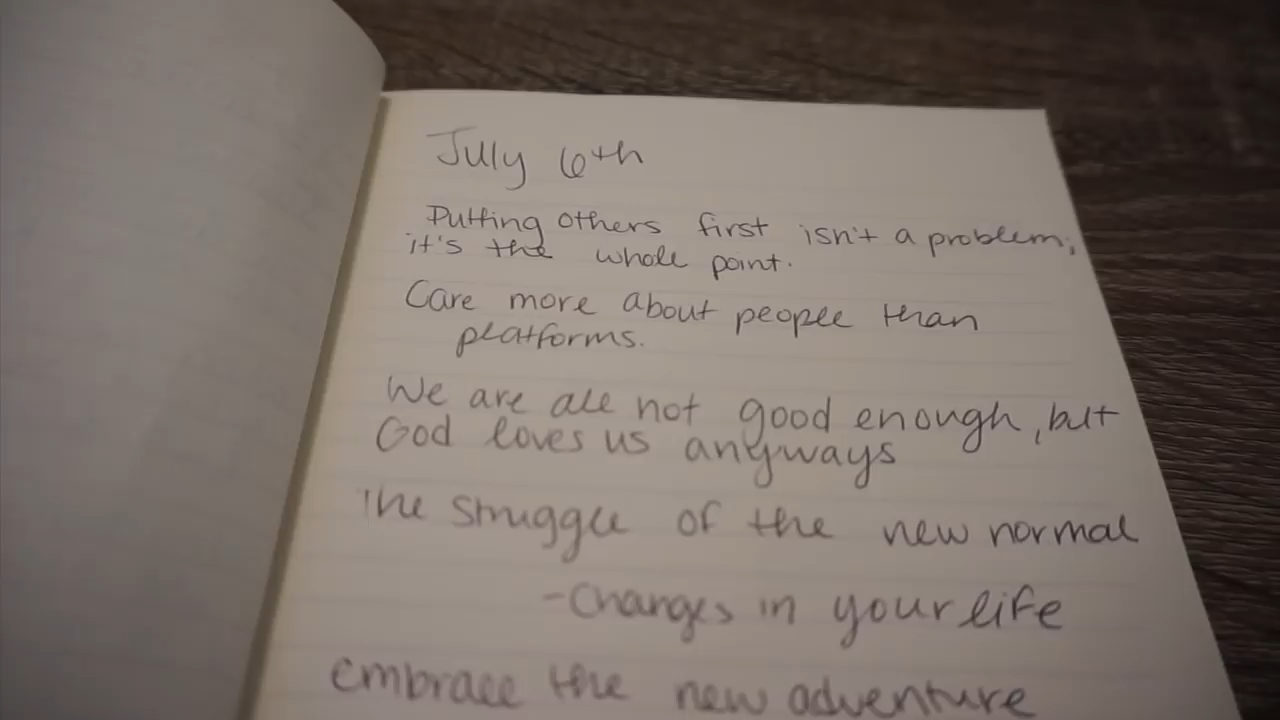 July 6th
Putting others first isn't a problem;
it's the whole point.
Care more about people than
platforms.
We are all not good enough, but
God loves us anyways
The struggle of the new normal
- Changes in your life
embrace the new adventure